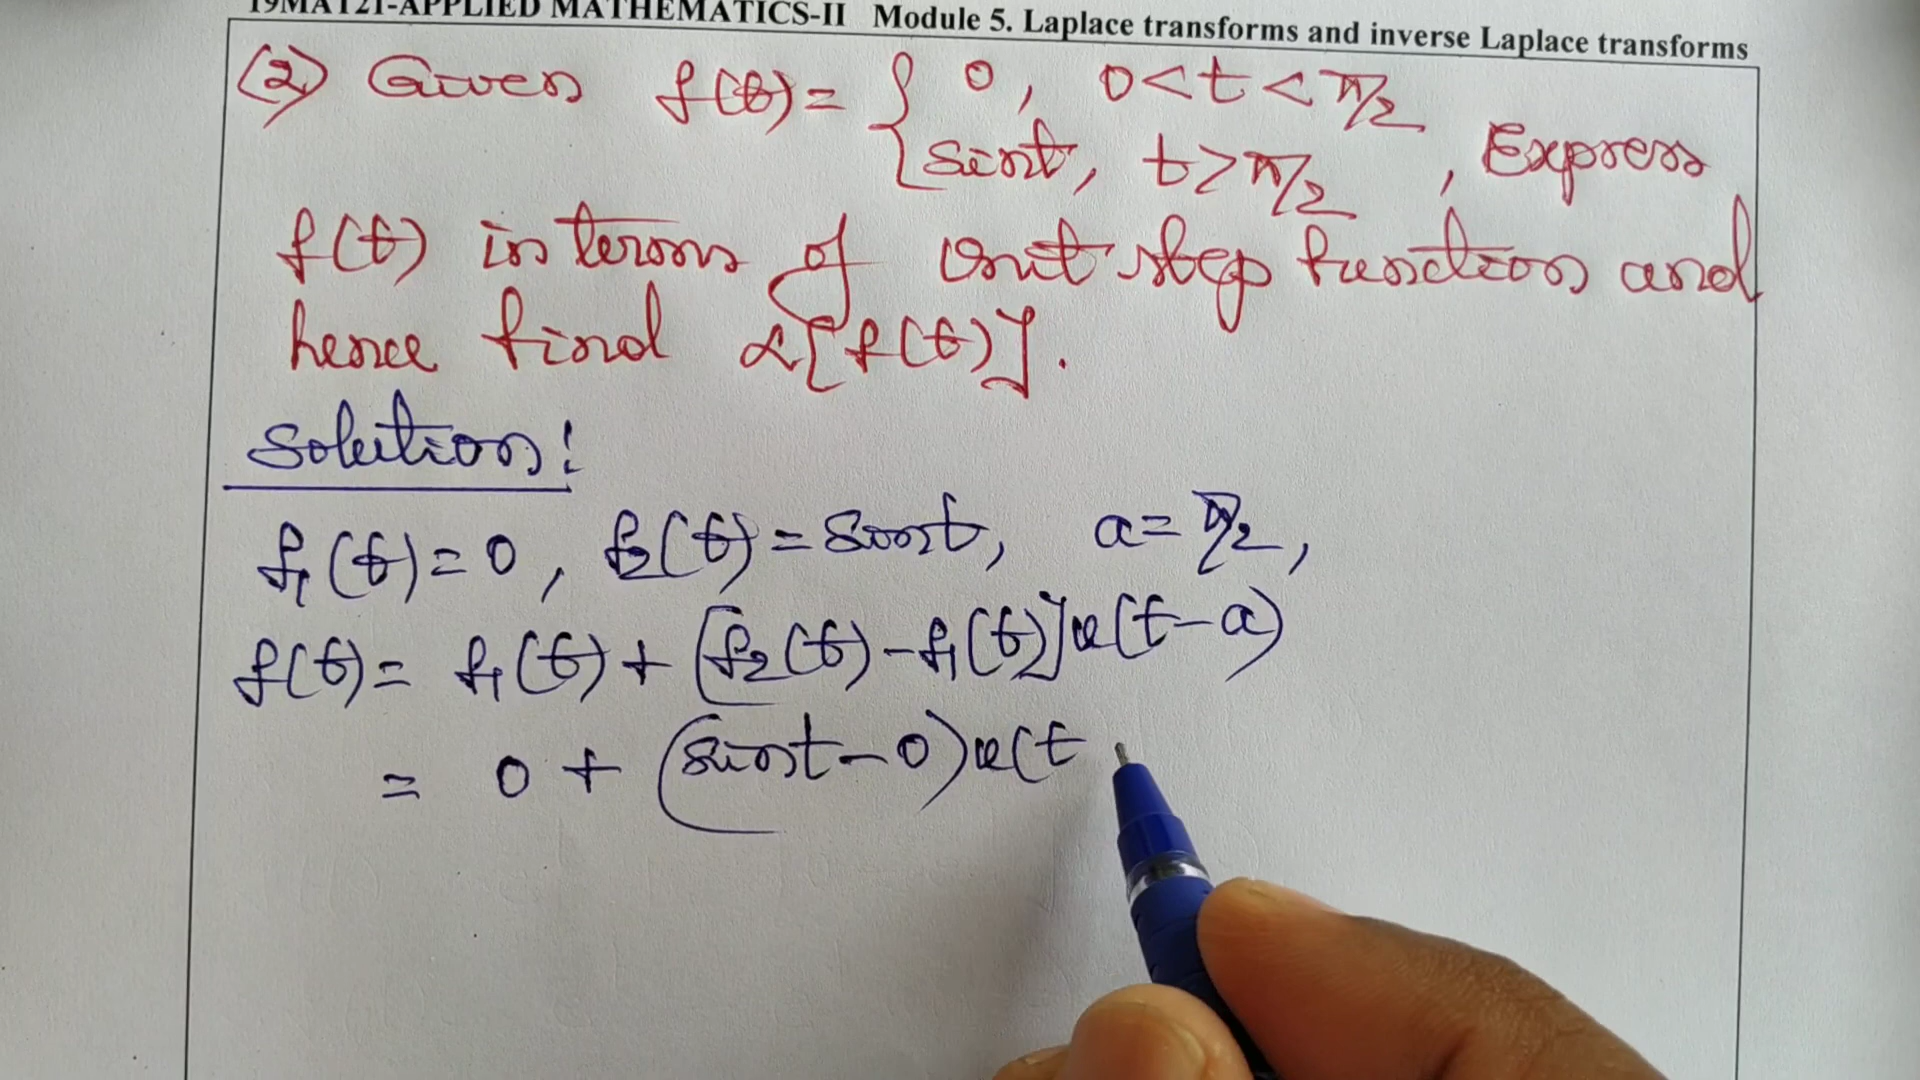 19MA121-APPLIED MATHEMATICS-II Module 5. Laplace transforms and inverse Laplace transforms
(2) Given f(t) = { 0, 0<t<π/2
sint, t>π/2 , Express
f(t) in terms of unit step function and
hence find L[f(t)].
Solution:
f₁(t)=0, f₂(t)=sint, a=π/2,
f(t)= f₁(t)+[f₂(t)-f₁(t)]u(t-a)
= 0 + (sint-0)u(t